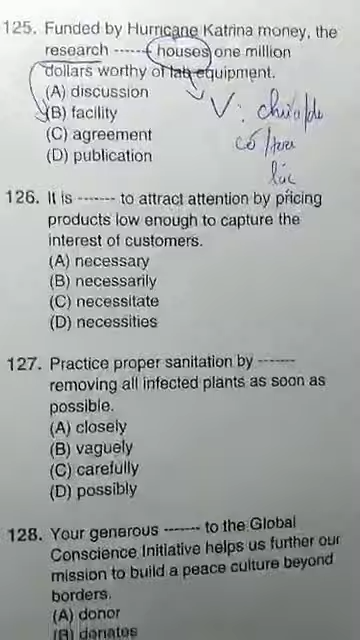 125. Funded by Hurricane Katrina money, the
research ------- houses one million
dollars worthy of lab equipment.
(A) discussion
(B) facility
(C) agreement
(D) publication
V:
có
126. It is ------- to attract attention by pricing
products low enough to capture the
interest of customers.
(A) necessary
(B) necessarily
(C) necessitate
(D) necessities
127. Practice proper sanitation by -------
removing all infected plants as soon as
possible.
(A) closely
(B) vaguely
(C) carefully
(D) possibly
128. Your generous ------- to the Global
Conscience Initiative helps us further our
mission to build a peace culture beyond
borders.
(A) donor
(B) donates